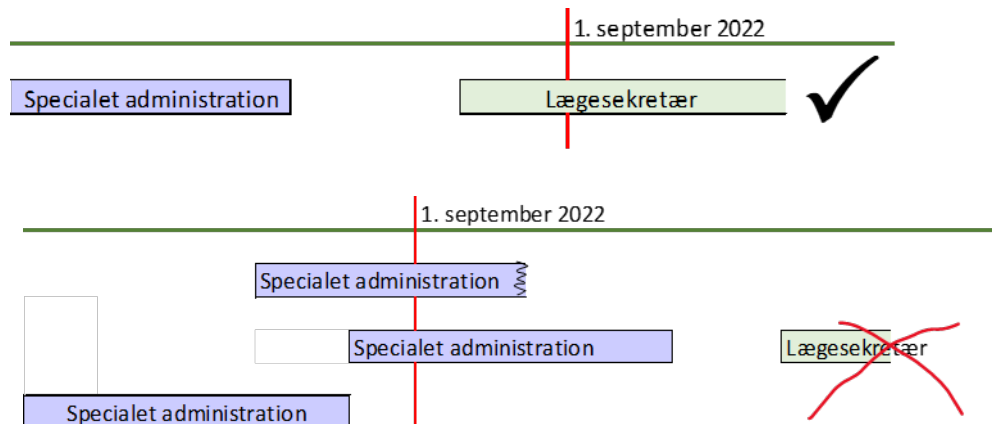 1. september 2022
Specialet administration
Lægesekretær
1. september 2022
Specialet administration
Specialet administration
Lægesekretær
Specialet administration